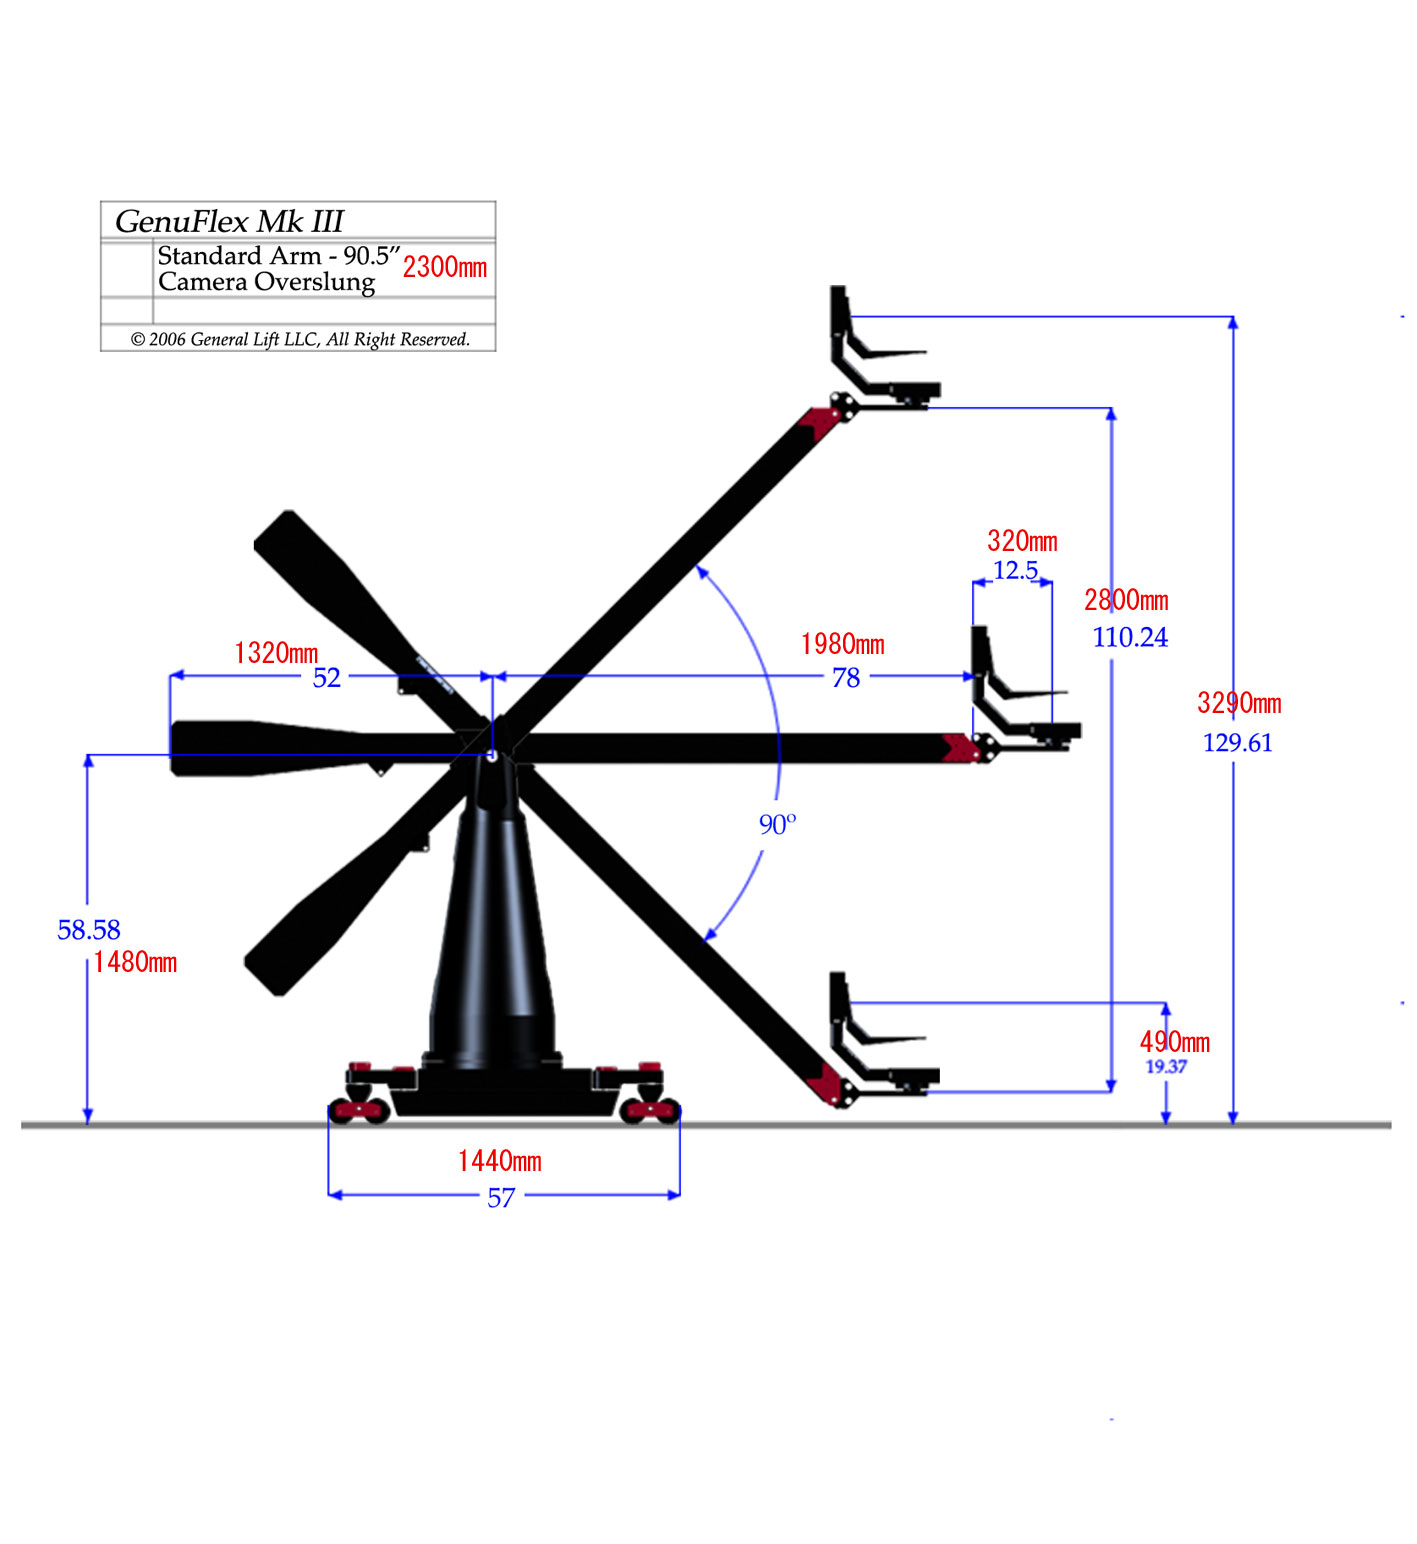 GenuFlex Mk III
Standard Arm - 90.5″ 2300mm
Camera Overslung
© 2006 General Lift LLC, All Right Reserved.
320mm
12.5
2800mm
110.24
1320mm
52
1980mm
78
3290mm
129.61
90º
58.58
1480mm
490mm
19.37
1440mm
57